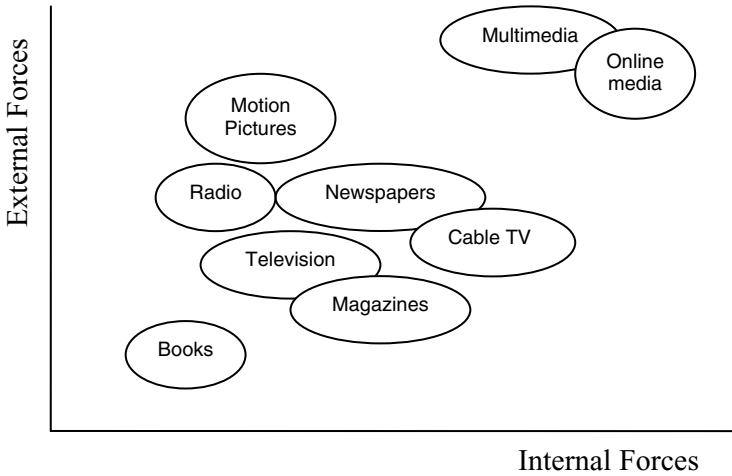 External Forces
Multimedia
Online
media
Motion
Pictures
Radio
Newspapers
Cable TV
Television
Magazines
Books
Internal Forces